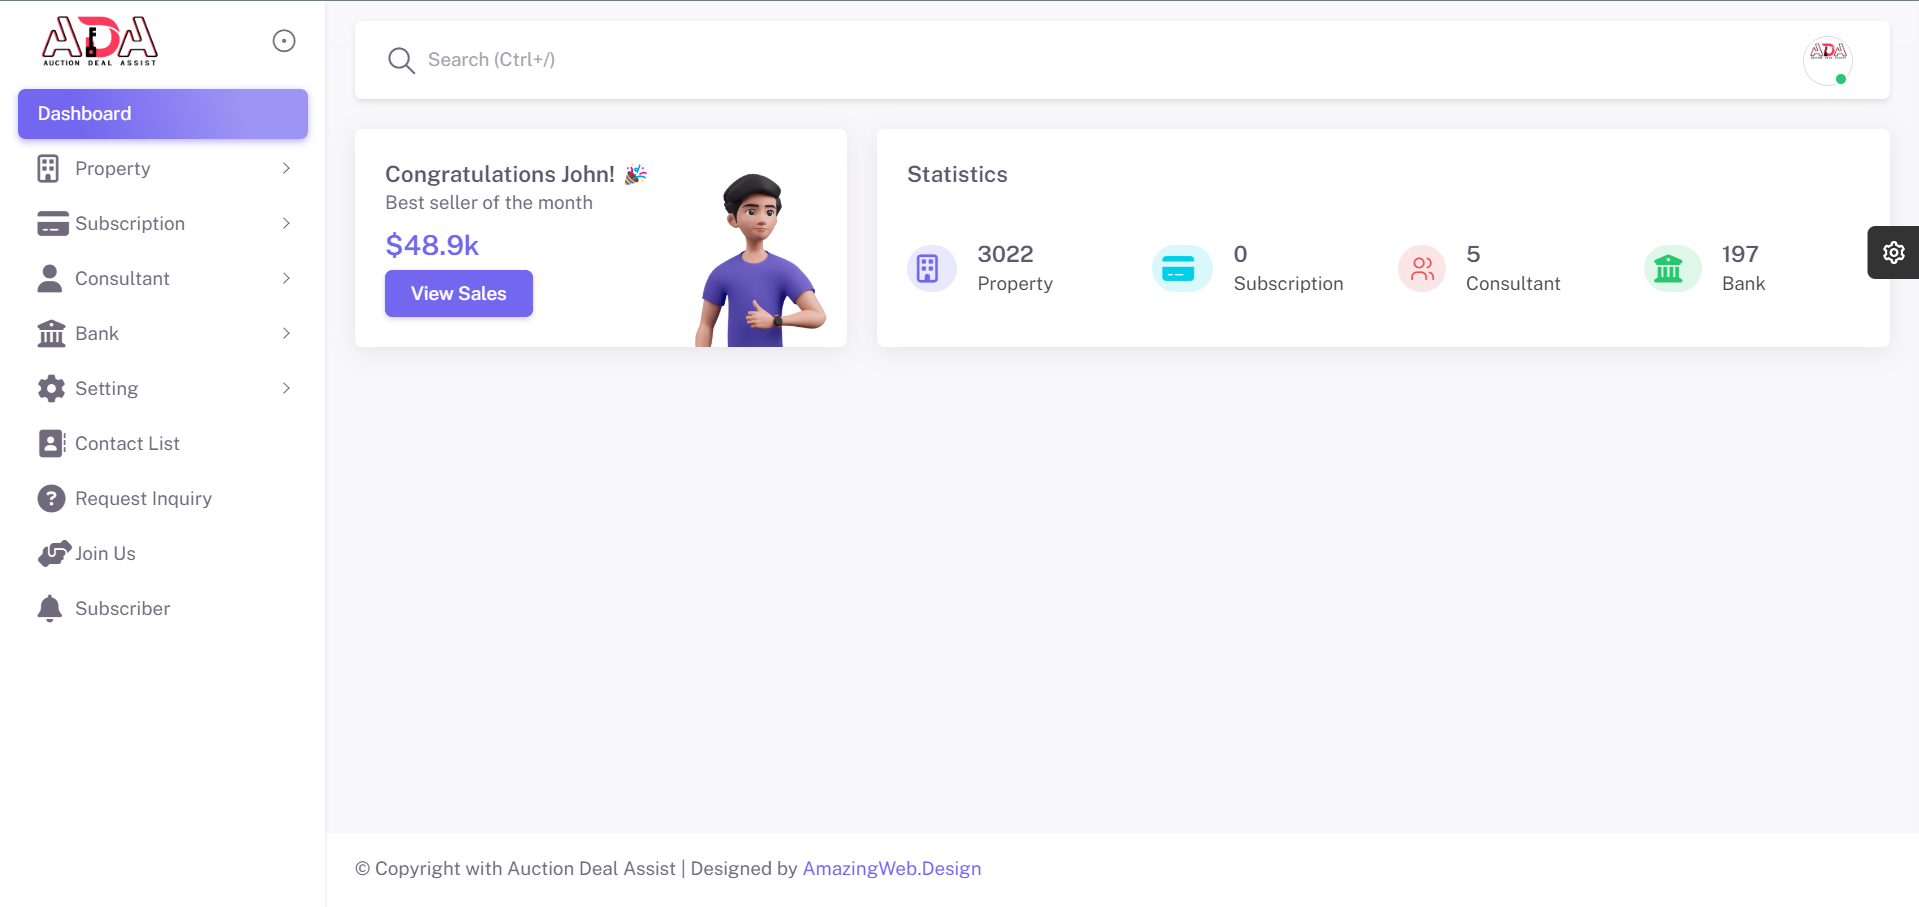 ADA
AUCTION DEAL ASSIST
Dashboard
Property
Subscription
Consultant
Bank
Setting
Contact List
Request Inquiry
Join Us
Subscriber
Search (Ctrl+/)
ADA
Congratulations John! 🎉
Best seller of the month
$48.9k
View Sales
Statistics
3022
Property
0
Subscription
5
Consultant
197
Bank
© Copyright with Auction Deal Assist | Designed by AmazingWeb.Design